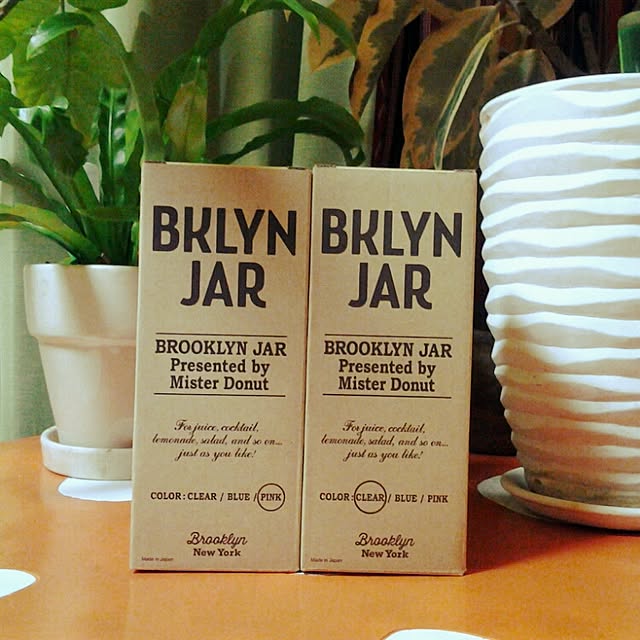 BKLYN
JAR
BROOKLYN JAR
Presented by
Mister Donut
For juice, cocktail,
lemonade, salad, and so on...
just as you like!
COLOR : CLEAR / BLUE / PINK
Brooklyn
New York
Made in Japan
BKLYN
JAR
BROOKLYN JAR
Presented by
Mister Donut
For juice, cocktail,
lemonade, salad, and so on...
just as you like!
COLOR : CLEAR / BLUE / PINK
Brooklyn
New York
Made in Japan